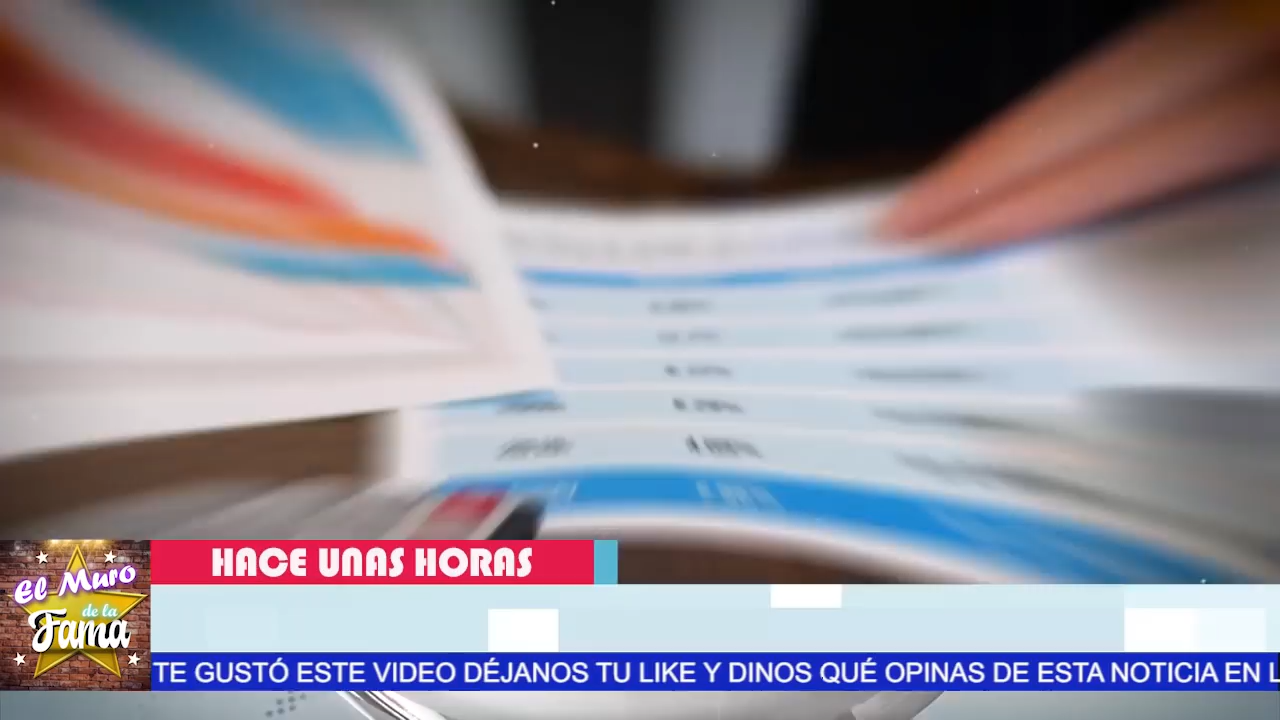 HACE UNAS HORAS
El Muro
de la
Fama
TE GUSTÓ ESTE VIDEO DÉJANOS TU LIKE Y DINOS QUÉ OPINAS DE ESTA NOTICIA EN L